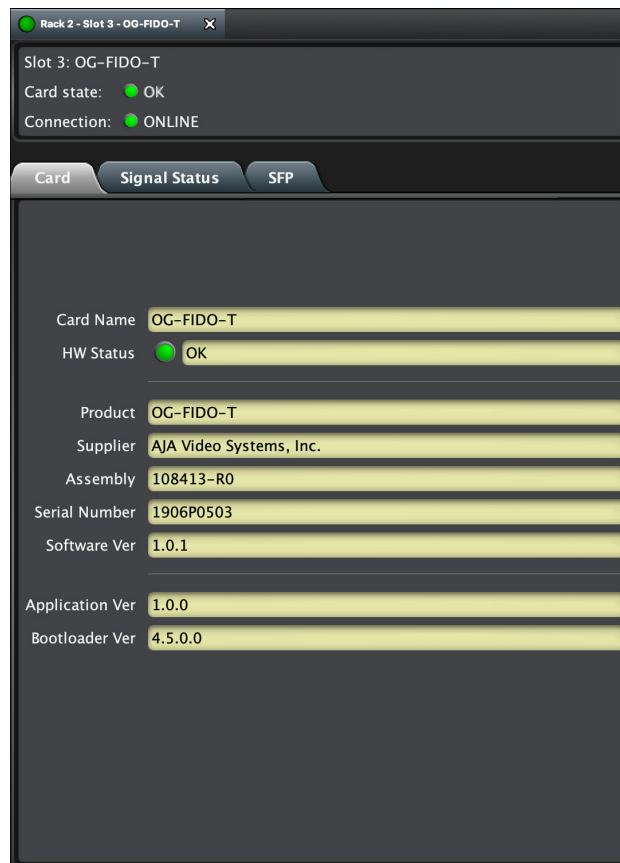 Rack 2 - Slot 3 - OG-FIDO-T X
Slot 3: OG-FIDO-T
Card state: OK
Connection: ONLINE
Card Signal Status SFP
Card Name OG-FIDO-T
HW Status OK
Product OG-FIDO-T
Supplier AJA Video Systems, Inc.
Assembly 108413-R0
Serial Number 1906P0503
Software Ver 1.0.1
Application Ver 1.0.0
Bootloader Ver 4.5.0.0